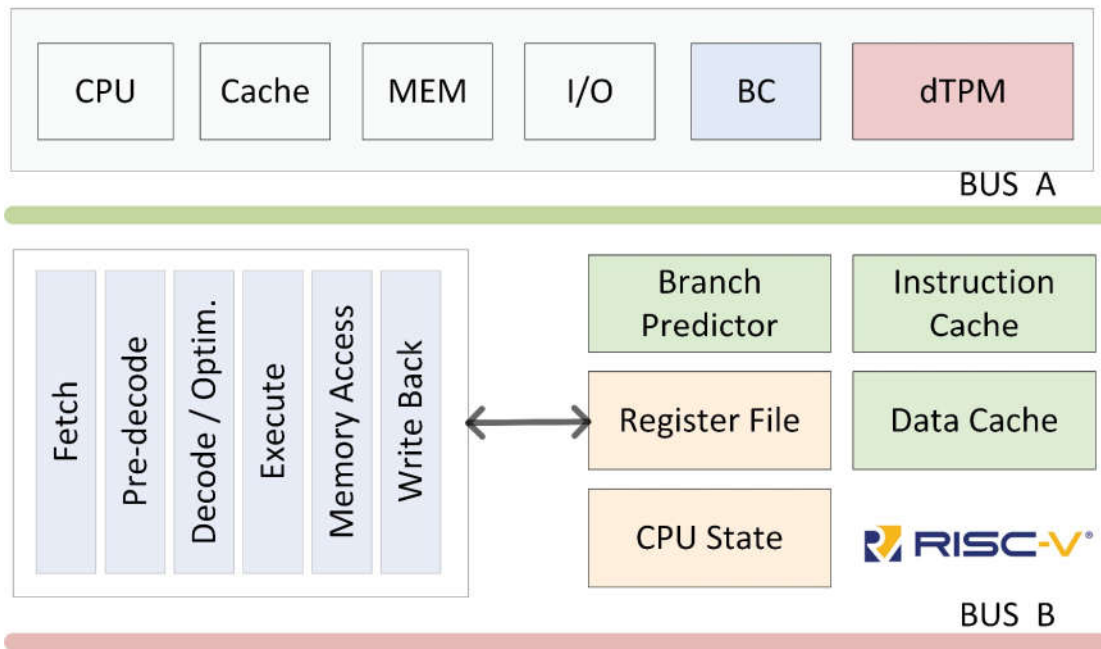 CPU
Cache
MEM
I/O
BC
dTPM
BUS A
Fetch
Pre-decode
Decode / Optim.
Execute
Memory Access
Write Back
Branch
Predictor
Instruction
Cache
Register File
Data Cache
CPU State
RISC-V®
BUS B